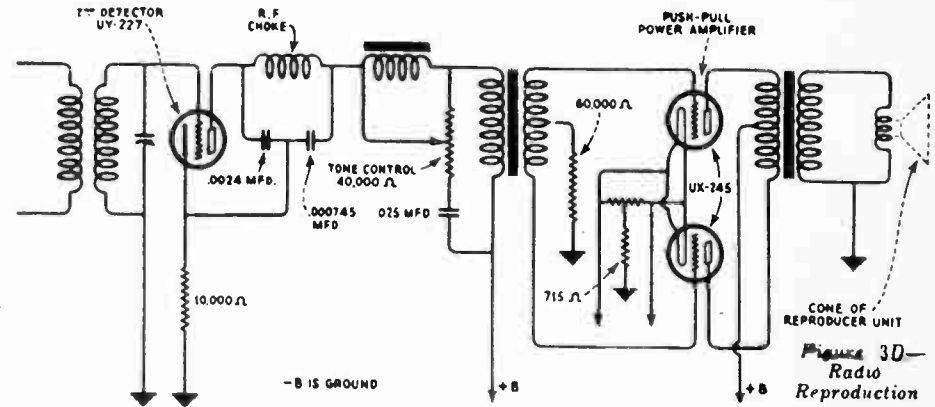 DETECTOR
UY-227
R.F.
CHOKE
PUSH-PULL
POWER AMPLIFIER
.0024 MFD.
.000745
MFD
TONE CONTROL
40,000 Ω
.025 MFD
60,000 Ω
UX-245
715 Ω
10,000 Ω
-B IS GROUND
+B
+B
CONE OF
REPRODUCER UNIT
Figure 3D—
Radio
Reproduction